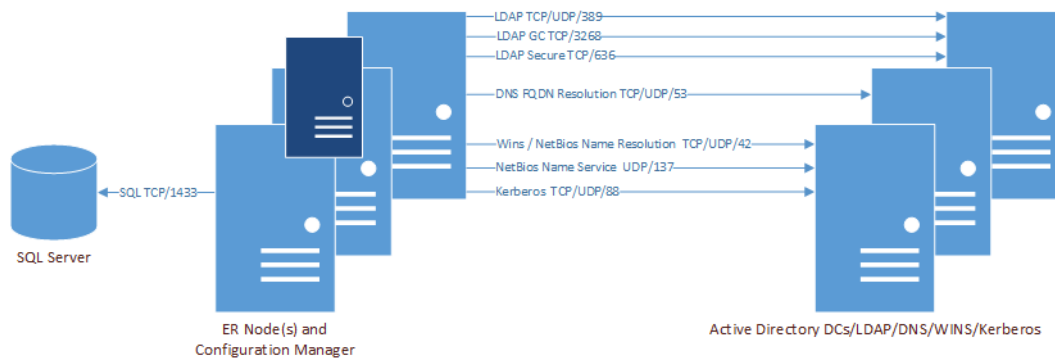 LDAP TCP/UDP/389
LDAP GC TCP/3268
LDAP Secure TCP/636
DNS FQDN Resolution TCP/UDP/53
Wins / NetBios Name Resolution TCP/UDP/42
NetBios Name Service UDP/137
SQL TCP/1433
Kerberos TCP/UDP/88
SQL Server
ER Node(s) and
Configuration Manager
Active Directory DCs/LDAP/DNS/WINS/Kerberos